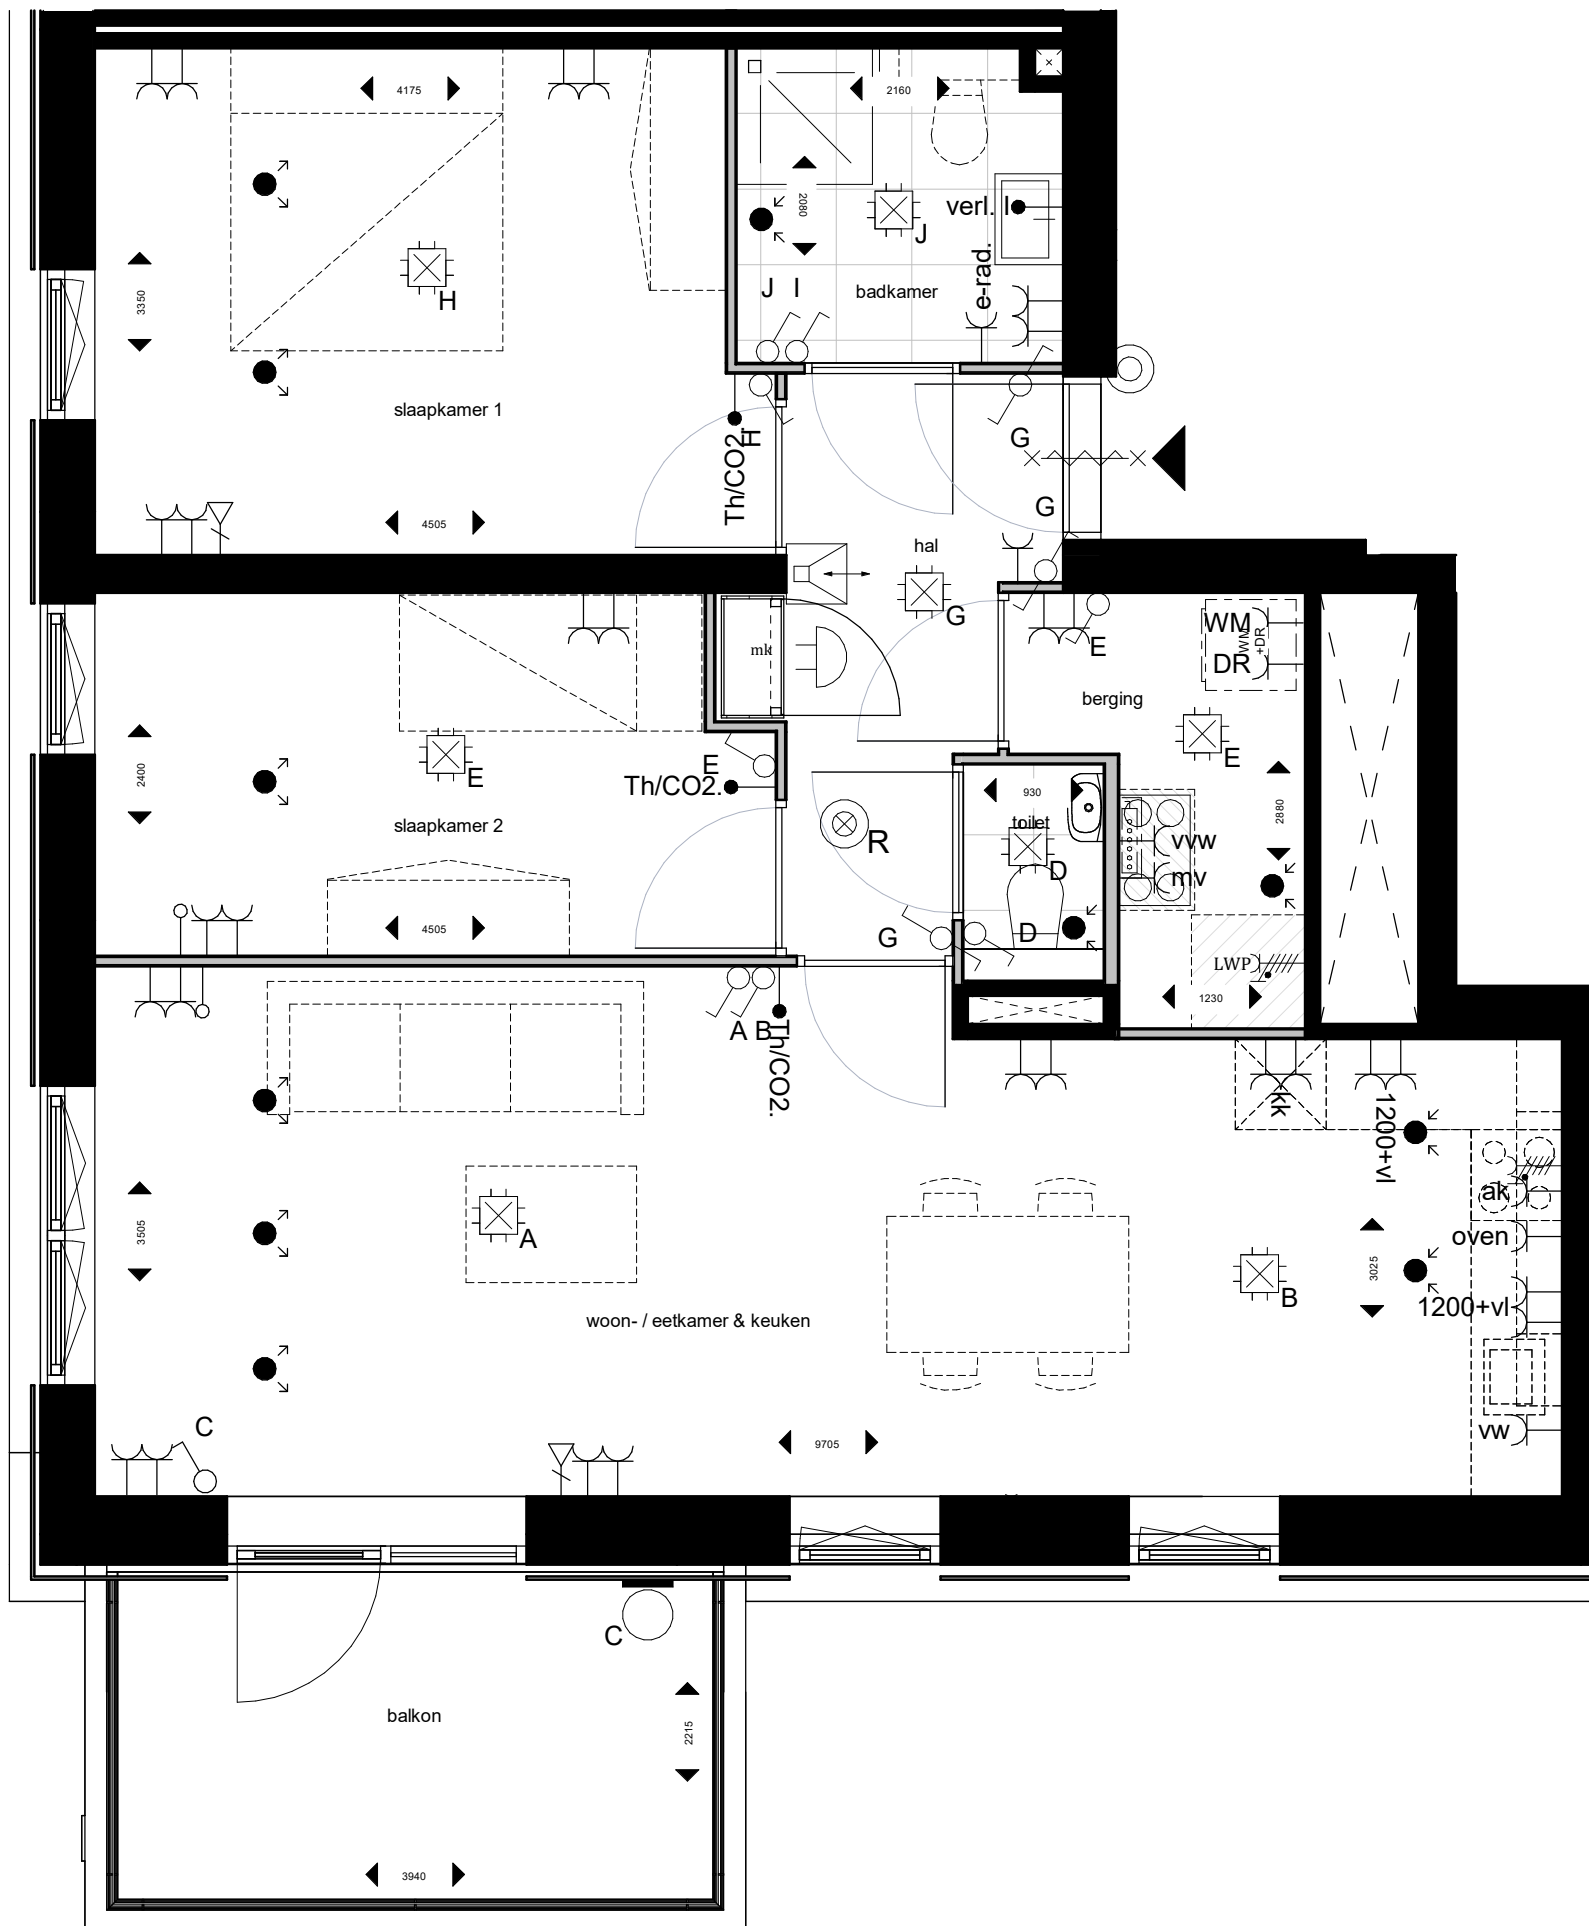 4175
2160
3350
H
2080
verl. I
J
e-rad.
J I
badkamer
slaapkamer 1
H
Th/CO2.
G
G
4505
hal
G
mk
E
WM
DR
WM
+DR
berging
E
2400
E
E
Th/CO2.
930
toilet
2880
slaapkamer 2
R
D
vvw
mv
4505
G
D
LWP
1230
A B
Th/CO2.
kk
1200+vl
3505
A
ak
oven
3025
B
1200+vl
woon- / eetkamer & keuken
C
vw
9705
C
balkon
2215
3940